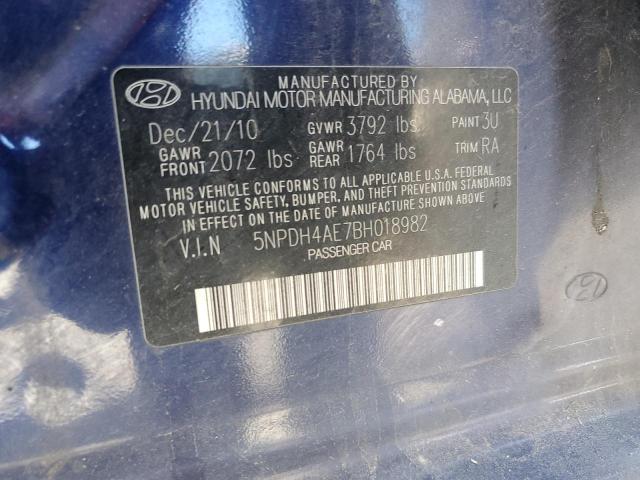 MANUFACTURED BY
HYUNDAI MOTOR MANUFACTURING ALABAMA, LLC
Dec/21/10 GVWR 3792 lbs PAINT 3U
GAWR FRONT 2072 lbs GAWR REAR 1764 lbs TRIM RA
THIS VEHICLE CONFORMS TO ALL APPLICABLE U.S.A. FEDERAL
MOTOR VEHICLE SAFETY, BUMPER, AND THEFT PREVENTION STANDARDS
IN EFFECT ON THE DATE OF MANUFACTURE SHOWN ABOVE.
V.I.N 5NPDH4AE7BH018982
PASSENGER CAR